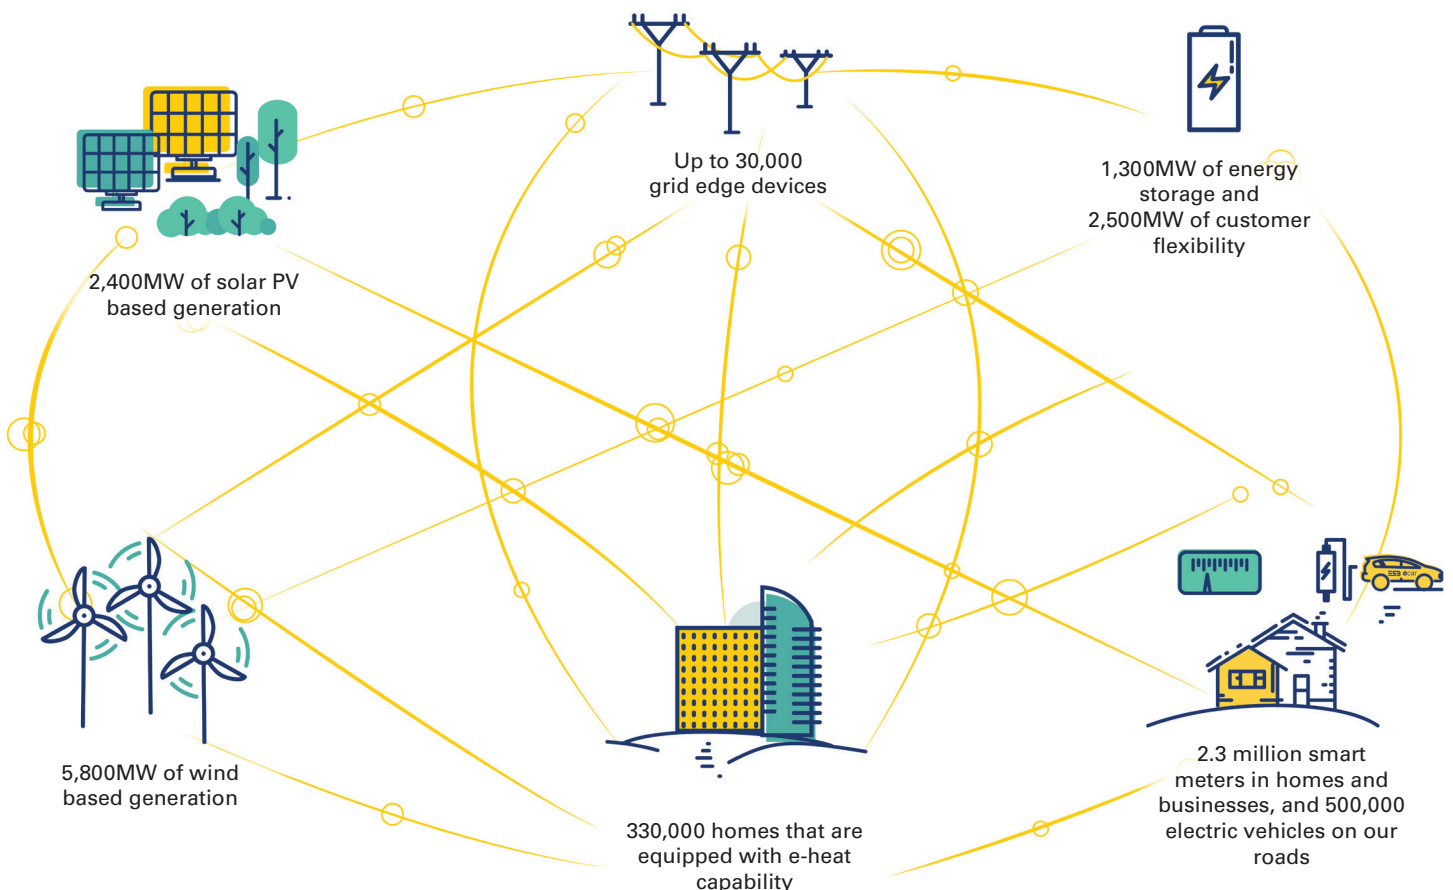 Up to 30,000
grid edge devices
1,300MW of energy
storage and
2,500MW of customer
flexibility
2,400MW of solar PV
based generation
ESB ecar
5,800MW of wind
based generation
330,000 homes that are
equipped with e-heat
capability
2.3 million smart
meters in homes and
businesses, and 500,000
electric vehicles on our
roads